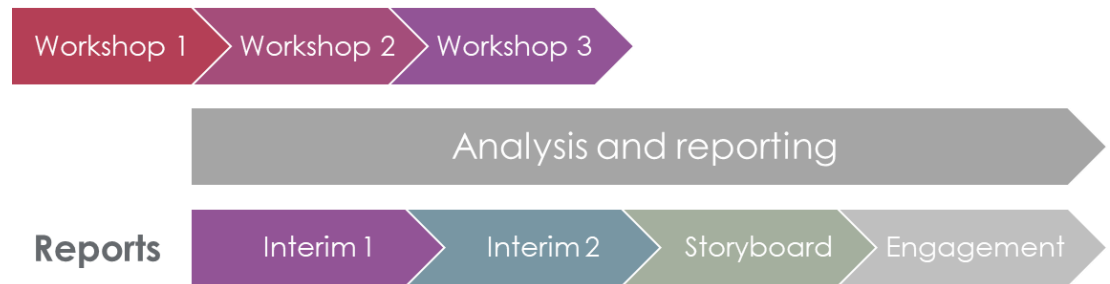 Workshop 1 Workshop 2 Workshop 3
Analysis and reporting
Reports Interim 1 Interim 2 Storyboard Engagement